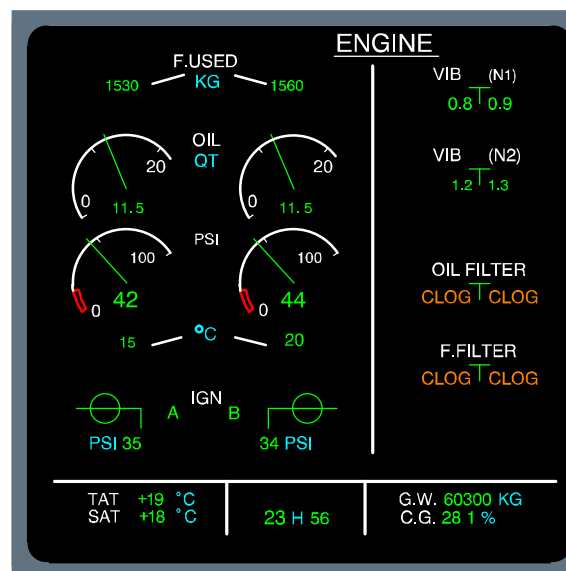 ENGINE
F.USED
1530 KG 1560
VIB (N1)
0.8 0.9
OIL
QT
0 20 0 20
11.5 11.5
VIB (N2)
1.2 1.3
PSI
100 100
42 44
0 0
15 °C 20
OIL FILTER
CLOG CLOG
F.FILTER
CLOG CLOG
IGN
A B
PSI 35 34 PSI
TAT +19 °C
SAT +18 °C
23 H 56
G.W. 60300 KG
C.G. 28 1 %